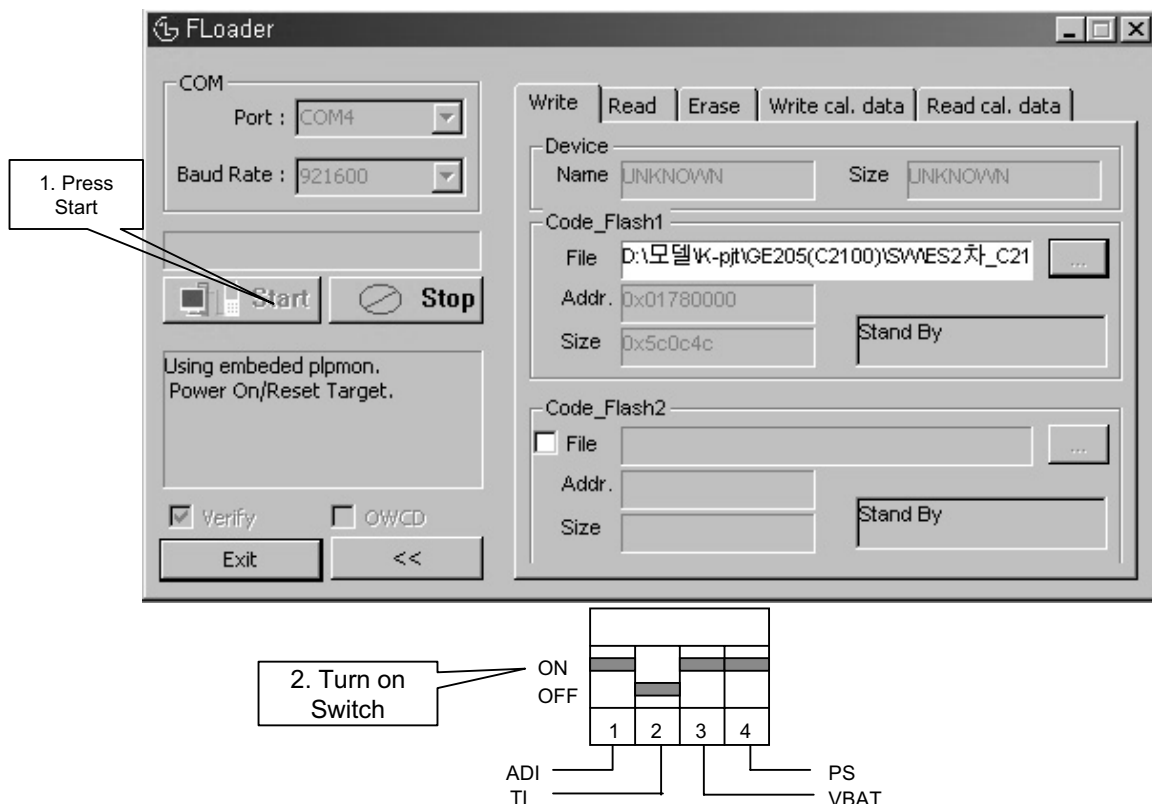 FLoader
COM
Port : COM4
Baud Rate : 921600
1. Press
Start
Start
Stop
Using embeded plpmon.
Power On/Reset Target.
Verify
OWCD
Exit
<<
Write
Read
Erase
Write cal. data
Read cal. data
Device
Name UNKNOWN
Size UNKNOWN
Code_Flash1
File D:\모델\K-pjt\GE205(C2100)\SW\ES2차_C21
...
Addr. 0x01780000
Size 0x5c0c4c
Stand By
Code_Flash2
File
...
Addr.
Size
Stand By
2. Turn on
Switch
ON
OFF
1 2 3 4
ADI
PS
TI
VBAT